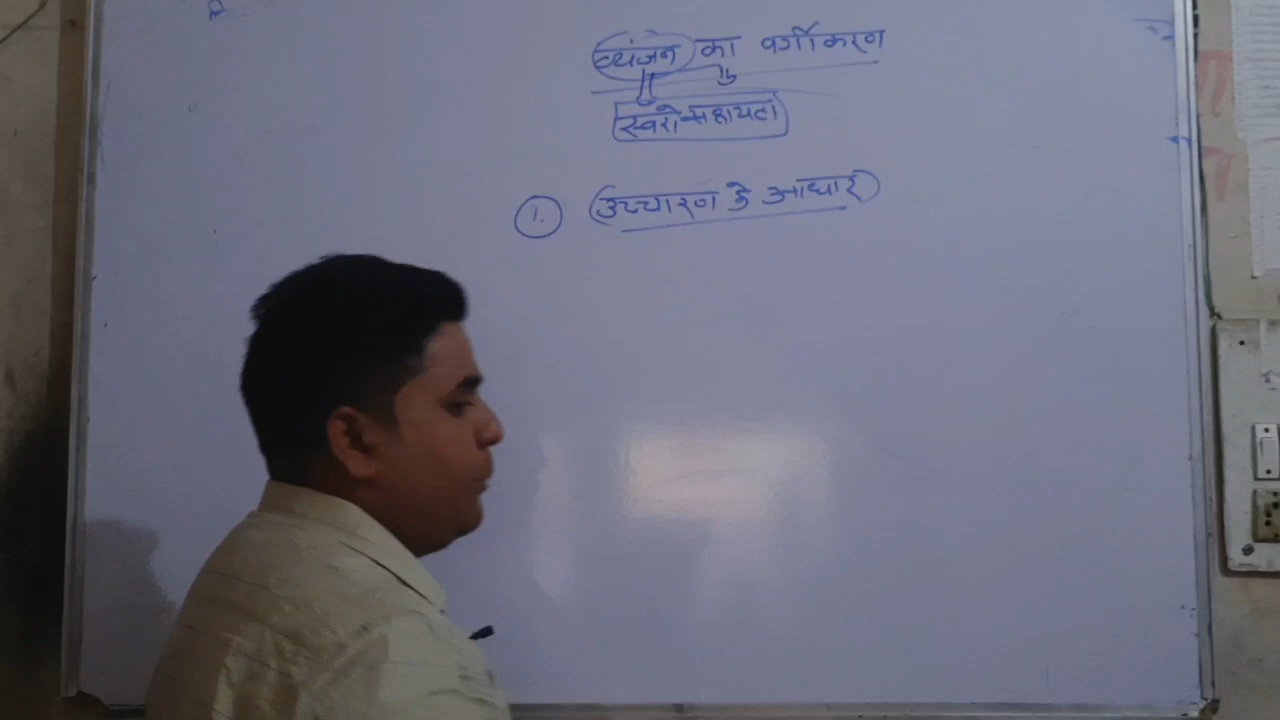 व्यंजन का वर्गीकरण
स्वरो सहायता
1. उच्चारण के आधार